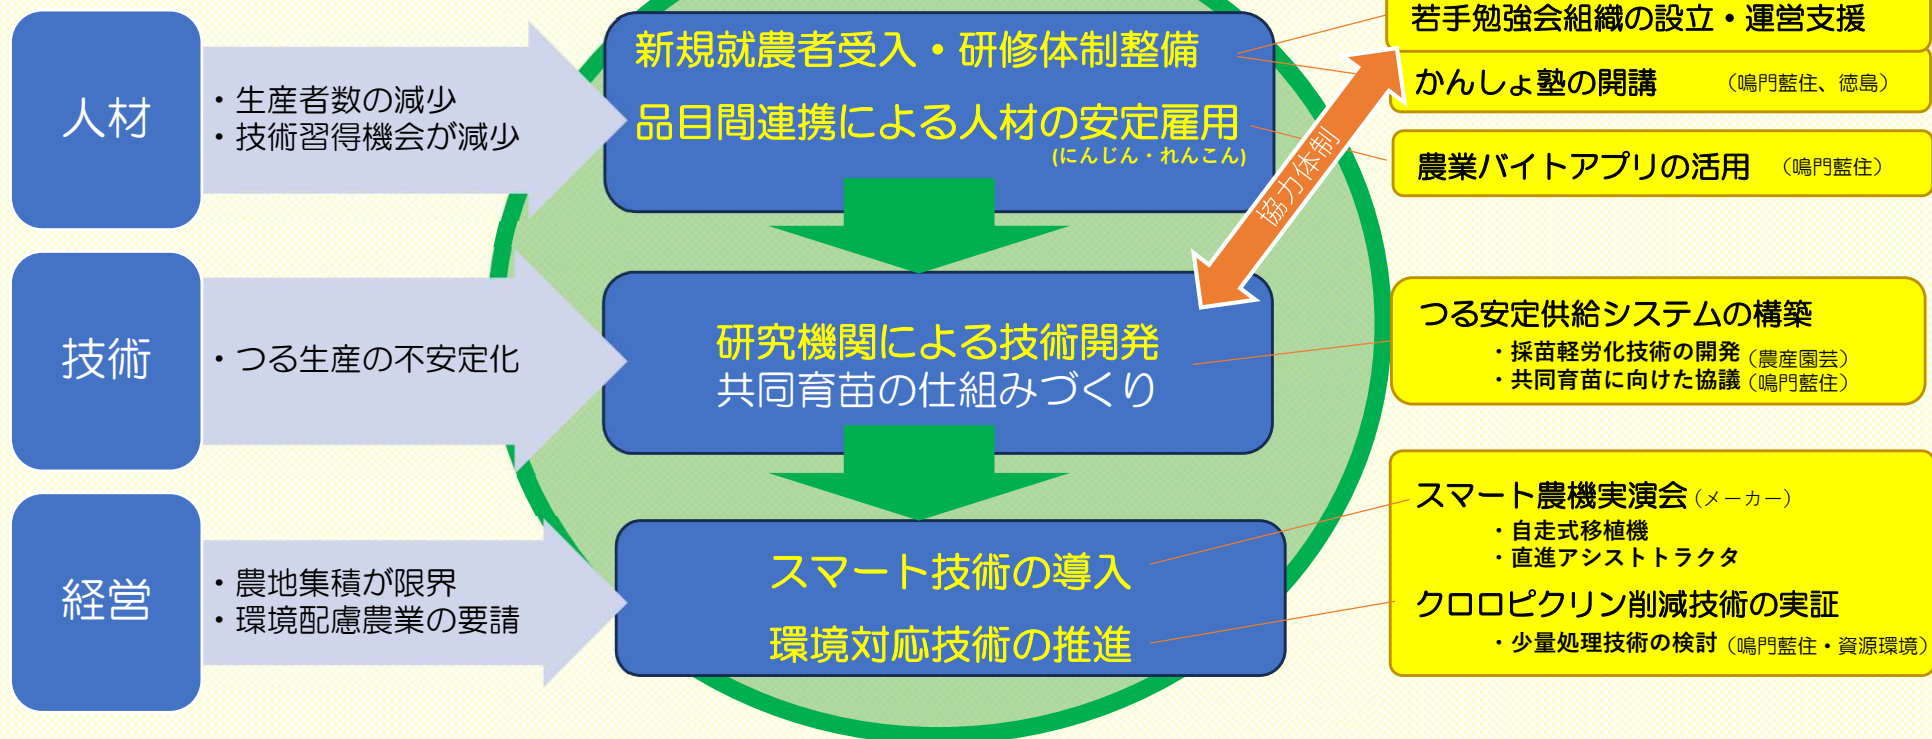 人材
・生産者数の減少
・技術習得機会が減少
新規就農者受入・研修体制整備
品目間連携による人材の安定雇用
(にんじん・れんこん)
若手勉強会組織の設立・運営支援
かんしょ塾の開講 （鳴門藍住、徳島）
農業バイトアプリの活用 （鳴門藍住）
協力体制
技術
・つる生産の不安定化
研究機関による技術開発
共同育苗の仕組みづくり
つる安定供給システムの構築
・採苗軽労化技術の開発（農産園芸）
・共同育苗に向けた協議（鳴門藍住）
経営
・農地集積が限界
・環境配慮農業の要請
スマート技術の導入
環境対応技術の推進
スマート農機実演会（メーカー）
・自走式移植機
・直進アシストトラクタ
クロロピクリン削減技術の実証
・少量処理技術の検討（鳴門藍住・資源環境）